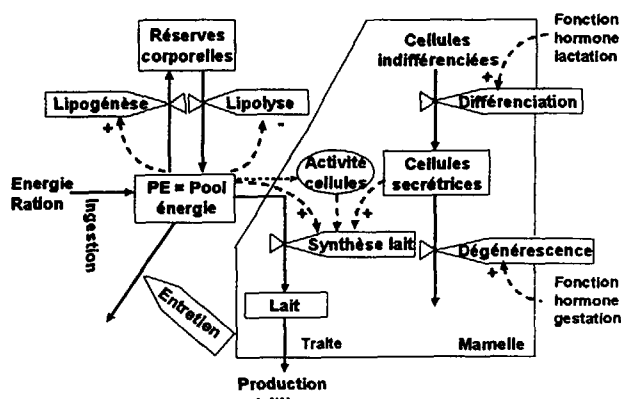 Réserves
corporelles
Cellules
indifférenciées
Fonction
hormone
lactation
Lipogénèse
Lipolyse
Différenciation
+
+
-
Energie
Ration
Ingestion
PE = Pool
énergie
Activité
cellules
Cellules
secrétrices
+
+
Synthèse lait
Dégénérescence
+
Entretien
Lait
Fonction
hormone
gestation
Traite
Mamelle
Production